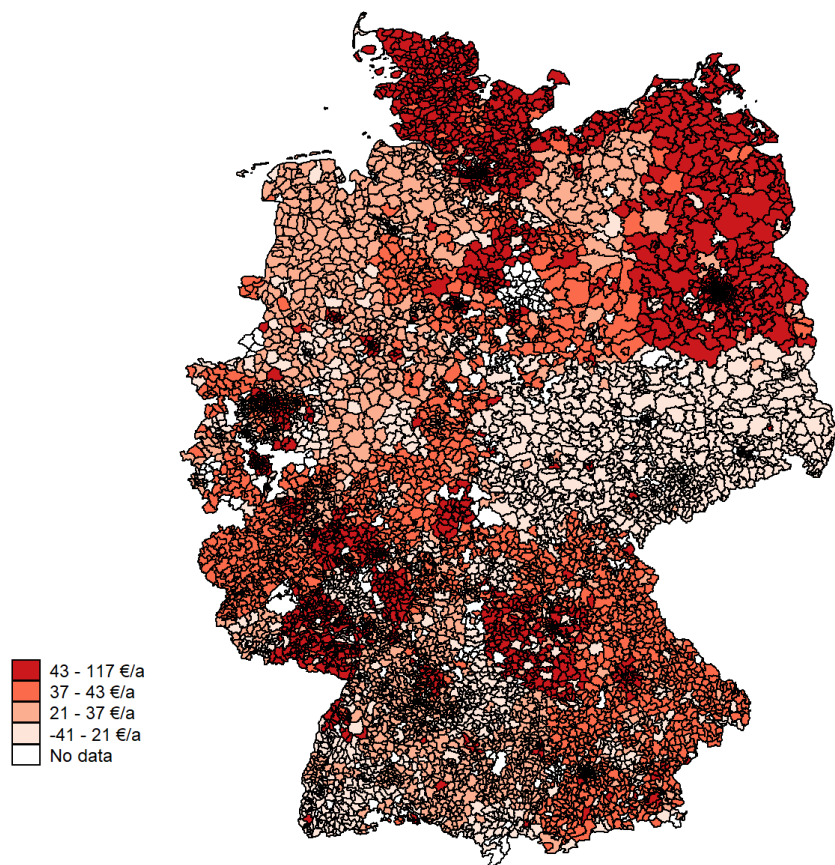 43 - 117 €/a
37 - 43 €/a
21 - 37 €/a
-41 - 21 €/a
No data